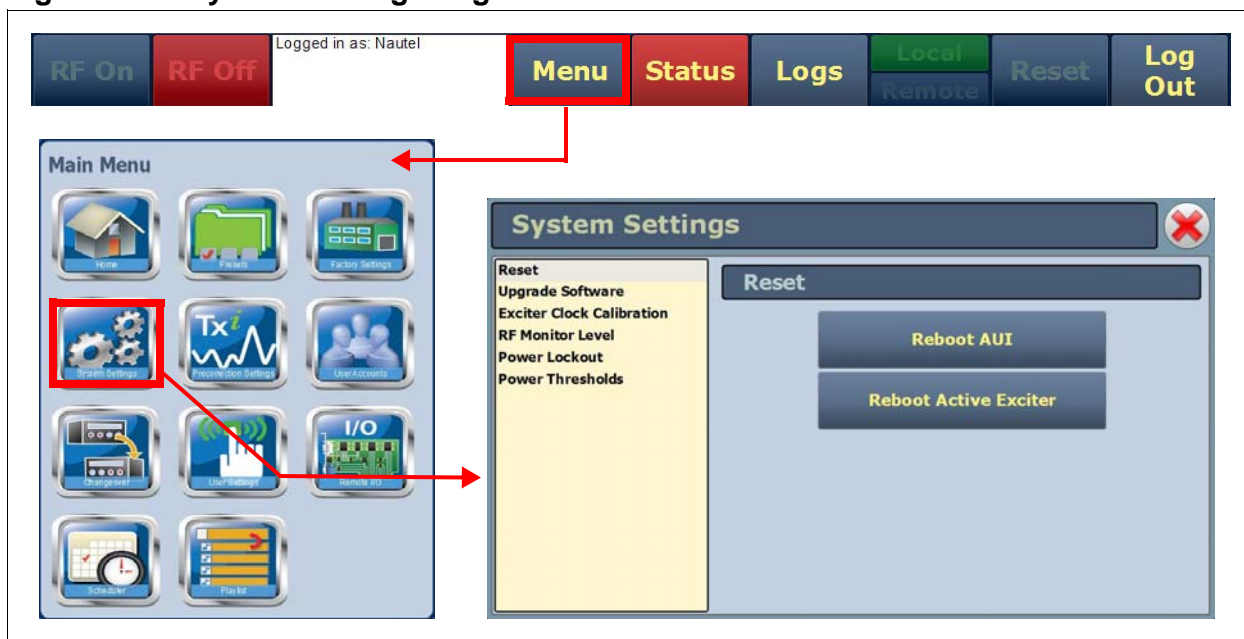 Logged in as: Nautel
RF On
RF Off
Menu
Status
Logs
Local
Remote
Reset
Log
Out
Main Menu
Home
Presets
Factory Settings
System Settings
Txi
Precorrection Settings
User Accounts
Changeover
User Settings
I/O
Remote I/O
Scheduler
Playlist
System Settings
Reset
Upgrade Software
Exciter Clock Calibration
RF Monitor Level
Power Lockout
Power Thresholds
Reset
Reboot AUI
Reboot Active Exciter